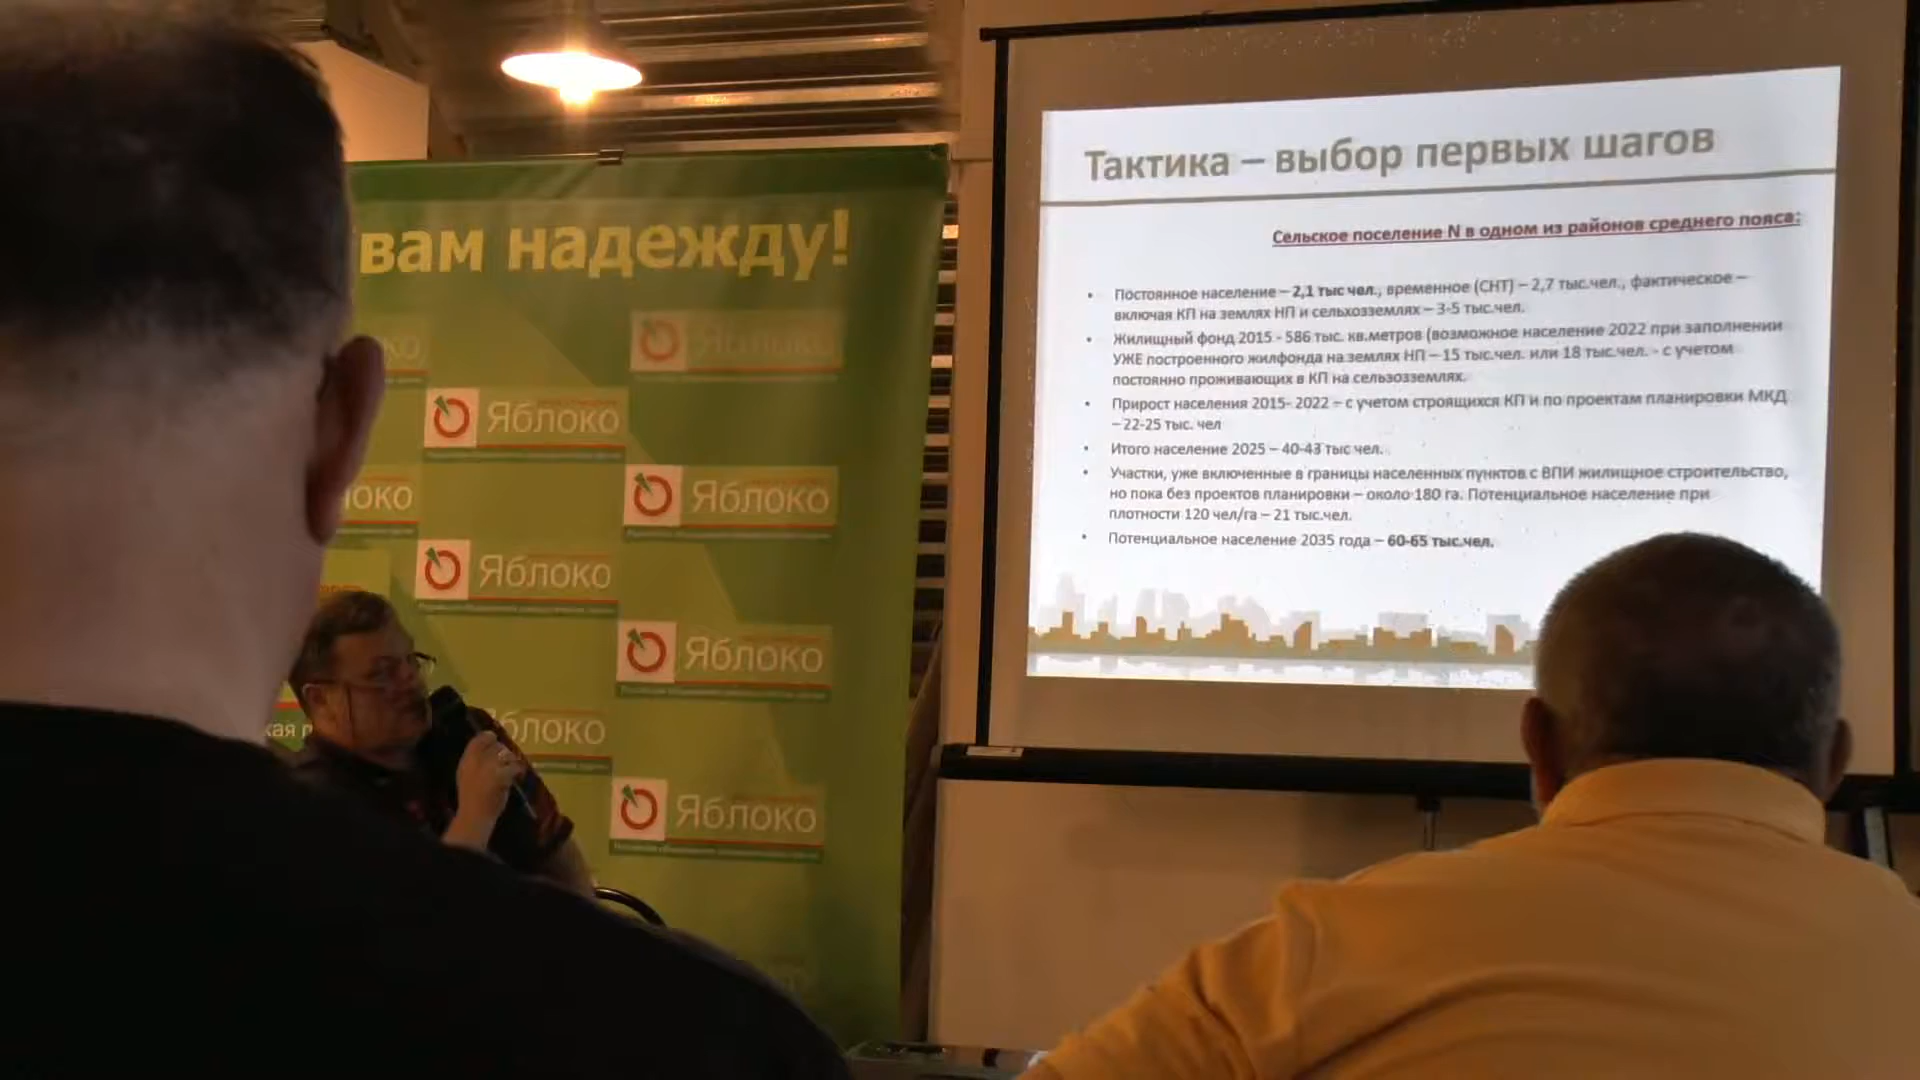 вам надежду!
Яблоко
Яблоко
локо
Яблоко
Яблоко
Яблоко
Яблоко
Яблоко
кая п
Тактика – выбор первых шагов
Сельское поселение N в одном из районов среднего пояса:
• Постоянное население – 2,1 тыс чел., временное (СНТ) – 2,7 тыс.чел., фактическое –
включая КП на землях НП и сельхозземлях – 3-5 тыс.чел.
• Жилищный фонд 2015 - 586 тыс. кв.метров (возможное население 2022 при заполнении
УЖЕ построенного жилфонда на землях НП – 15 тыс.чел. или 18 тыс.чел. - с учетом
постоянно проживающих в КП на сельзозземлях.
• Прирост населения 2015- 2022 – с учетом строящихся КП и по проектам планировки МКД
– 22-25 тыс. чел
• Итого население 2025 – 40-43 тыс чел.
• Участки, уже включенные в границы населенных пунктов с ВПИ жилищное строительство,
но пока без проектов планировки – около 180 га. Потенциальное население при
плотности 120 чел/га – 21 тыс.чел.
• Потенциальное население 2035 года – 60-65 тыс.чел.